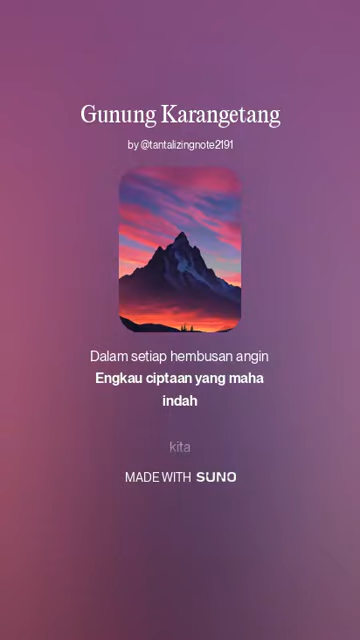 Gunung Karangetang
by @tantalizingnote2191
Dalam setiap hembusan angin
Engkau ciptaan yang maha
indah
kita
MADE WITH SUNO